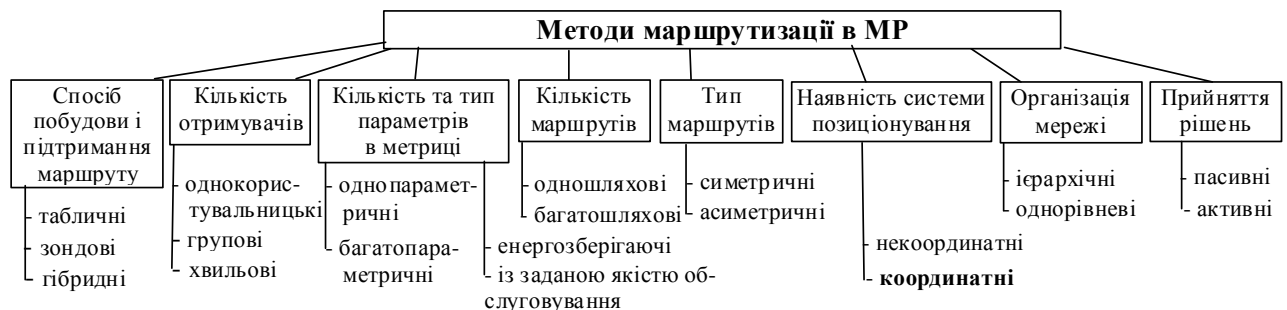 Методи маршрутизації в МР
Спосіб
побудови і
підтримання
маршруту
- табличні
- зондові
- гібридні
Кількість
отримувачів
- однокорис-
тувальницькі
- групові
- хвильові
Кількість та тип
параметрів
в метриці
- однопарамет-
ричні
- багатопара-
метричні
- енергозберігаючі
- із заданою якістю об-
слуговування
Кількість
маршрутів
- одношляхові
- багатошляхові
Тип
маршрутів
- симетричні
- асиметричні
Наявність системи
позиціонування
- некоординатні
- координатні
Організація
мережі
- ієрархічні
- однорівневі
Прийняття
рішень
- пасивні
- активні